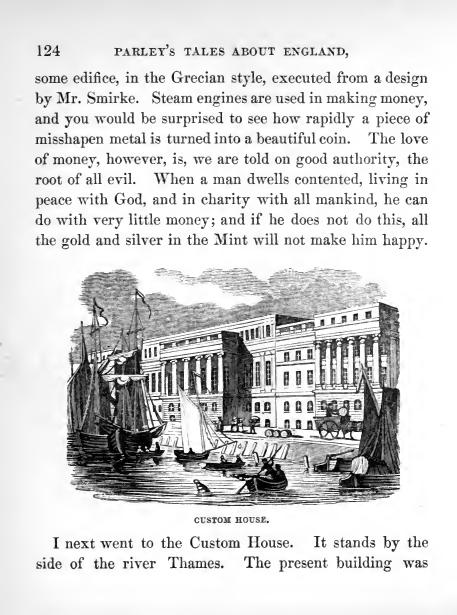 124 PARLEY'S TALES ABOUT ENGLAND,
some edifice, in the Grecian style, executed from a design
by Mr. Smirke. Steam engines are used in making money,
and you would be surprised to see how rapidly a piece of
misshapen metal is turned into a beautiful coin. The love
of money, however, is, we are told on good authority, the
root of all evil. When a man dwells contented, living in
peace with God, and in charity with all mankind, he can
do with very little money; and if he does not do this, all
the gold and silver in the Mint will not make him happy.
CUSTOM HOUSE.
I next went to the Custom House. It stands by the
side of the river Thames. The present building was